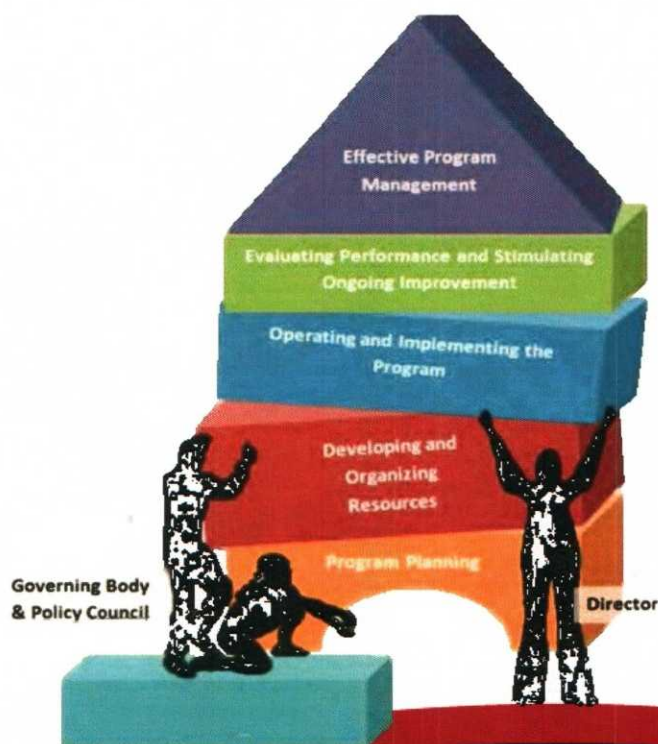 Effective Program
Management
Evaluating Performance and Stimulating
Ongoing Improvement
Operating and Implementing the
Program
Developing and
Organizing
Resources
Program Planning
Governing Body
& Policy Council
Director